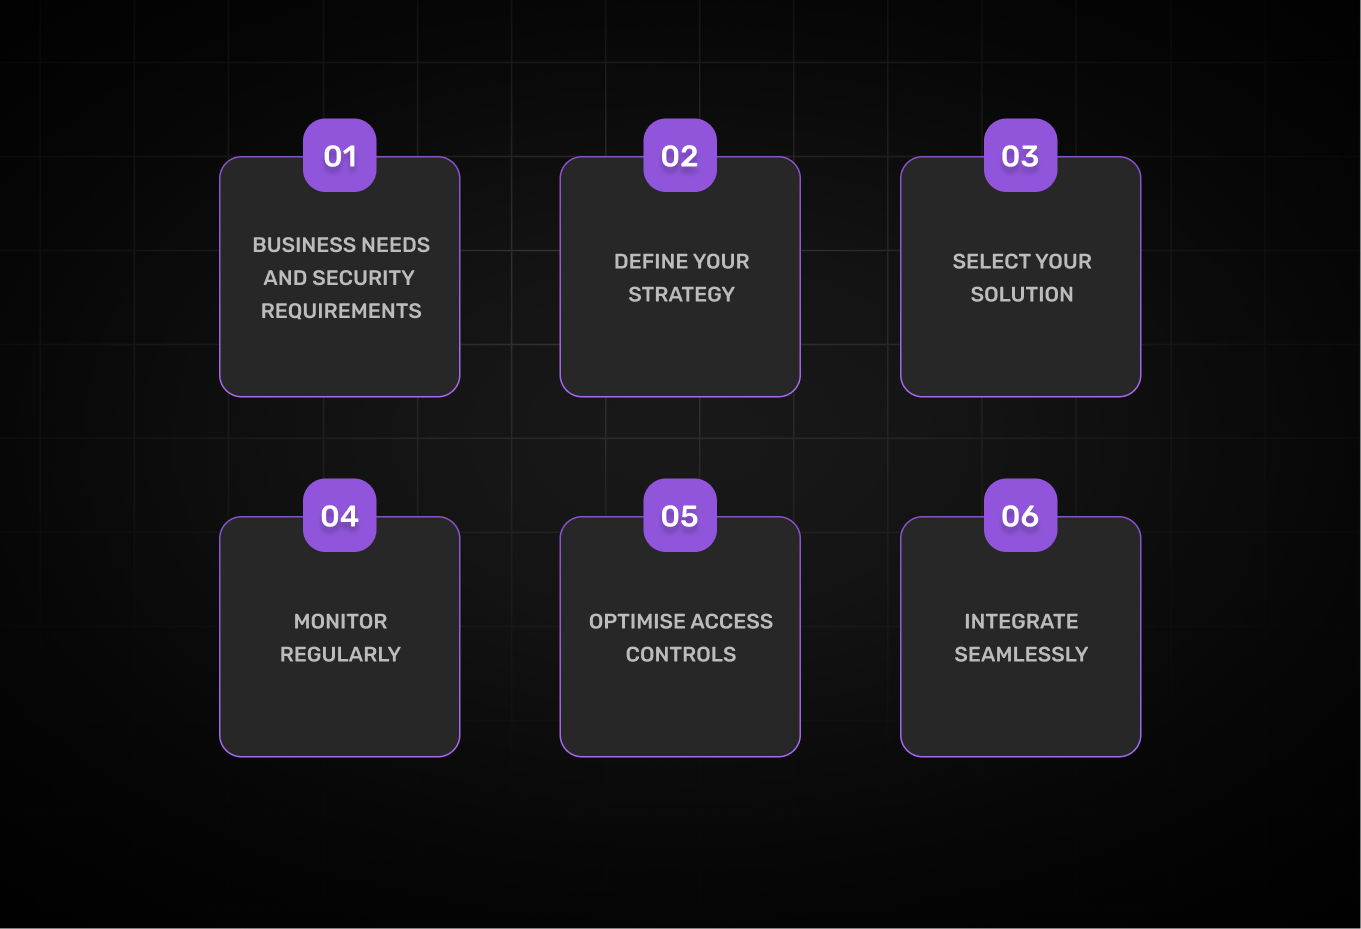 01
BUSINESS NEEDS
AND SECURITY
REQUIREMENTS
02
DEFINE YOUR
STRATEGY
03
SELECT YOUR
SOLUTION
04
MONITOR
REGULARLY
05
OPTIMISE ACCESS
CONTROLS
06
INTEGRATE
SEAMLESSLY